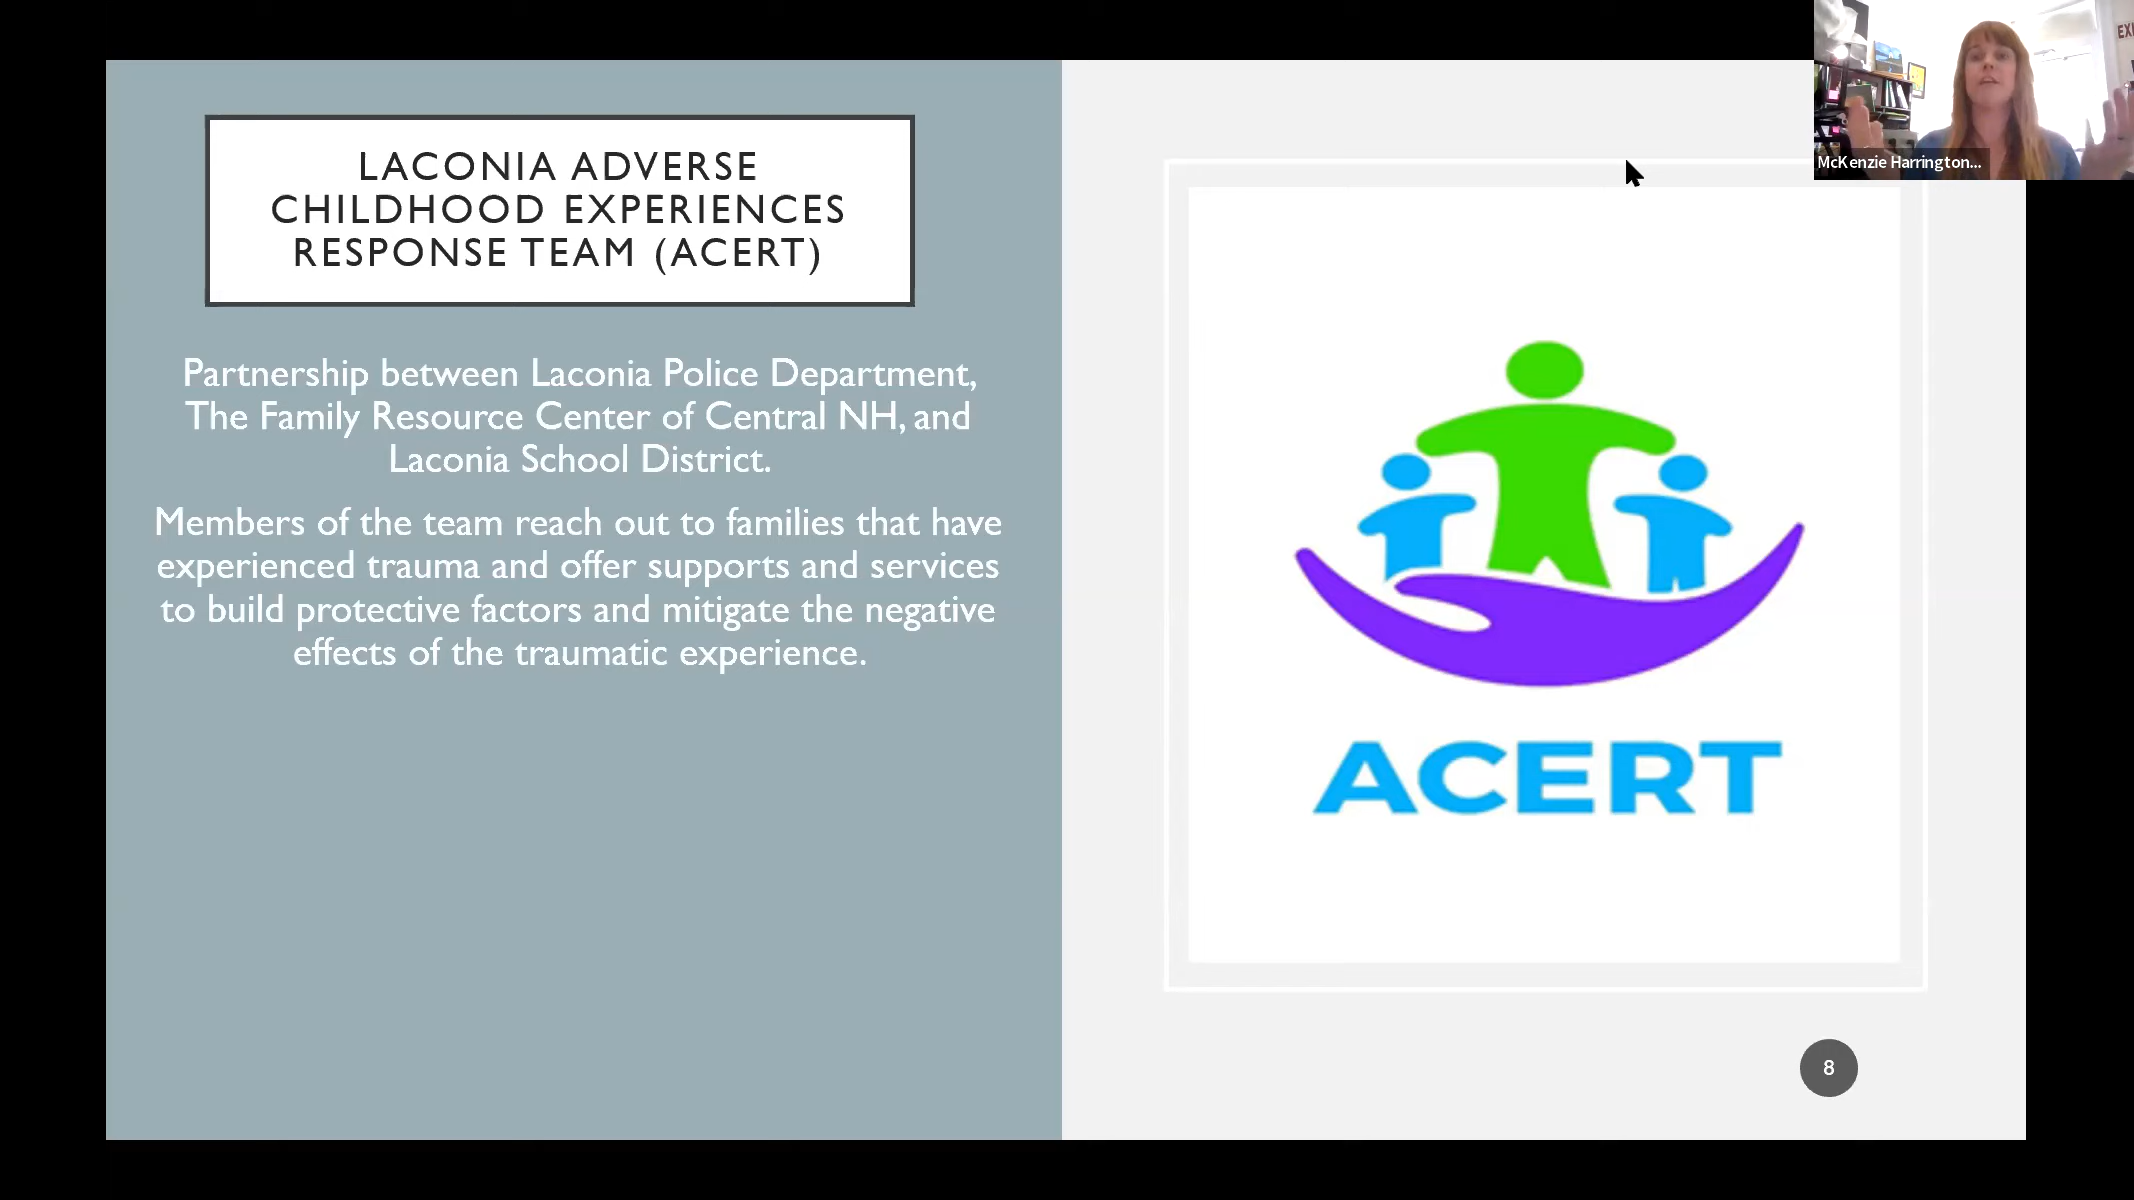 LACONIA ADVERSE
CHILDHOOD EXPERIENCES
RESPONSE TEAM (ACERT)
Partnership between Laconia Police Department,
The Family Resource Center of Central NH, and
Laconia School District.
Members of the team reach out to families that have
experienced trauma and offer supports and services
to build protective factors and mitigate the negative
effects of the traumatic experience.
ACERT
8
McKenzie Harrington...
EX